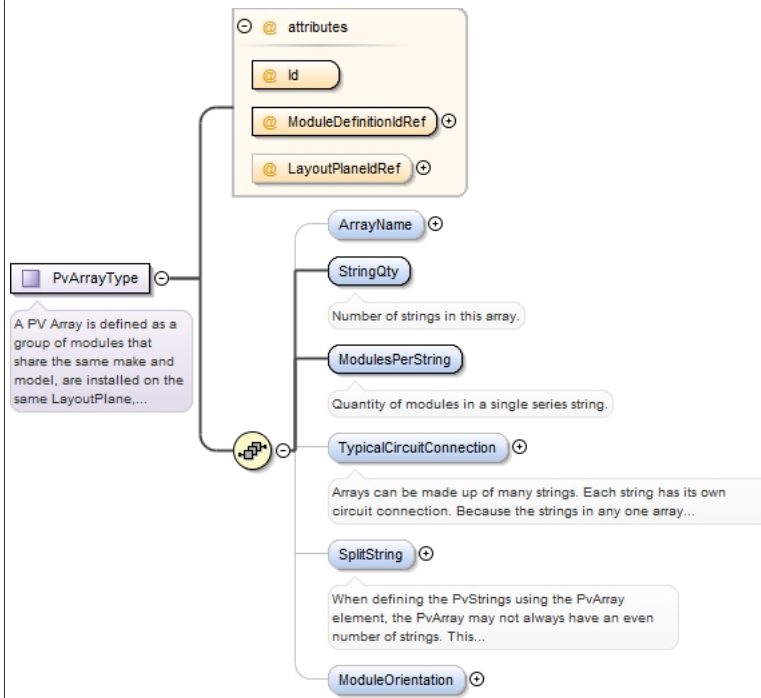 @ attributes
@ Id
@ ModuleDefinitionIdRef
@ LayoutPlaneIdRef
ArrayName
PvArrayType
StringQty
A PV Array is defined as a
group of modules that
share the same make and
model, are installed on the
same LayoutPlane,...
Number of strings in this array.
ModulesPerString
Quantity of modules in a single series string.
TypicalCircuitConnection
Arrays can be made up of many strings. Each string has its own
circuit connection. Because the strings in any one array...
SplitString
When defining the PvStrings using the PvArray
element, the PvArray may not always have an even
number of strings. This...
ModuleOrientation